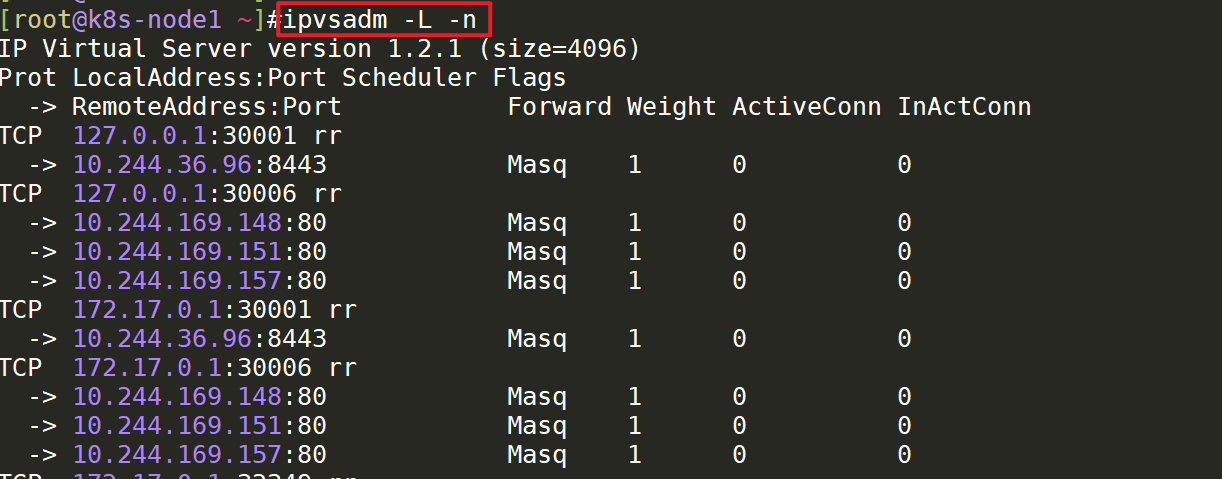 [root@k8s-node1 ~]#ipvsadm -L -n
IP Virtual Server version 1.2.1 (size=4096)
Prot LocalAddress:Port Scheduler Flags
  -> RemoteAddress:Port           Forward Weight ActiveConn InActConn
TCP  127.0.0.1:30001 rr
  -> 10.244.36.96:8443            Masq    1      0          0
TCP  127.0.0.1:30006 rr
  -> 10.244.169.148:80            Masq    1      0          0
  -> 10.244.169.151:80            Masq    1      0          0
  -> 10.244.169.157:80            Masq    1      0          0
TCP  172.17.0.1:30001 rr
  -> 10.244.36.96:8443            Masq    1      0          0
TCP  172.17.0.1:30006 rr
  -> 10.244.169.148:80            Masq    1      0          0
  -> 10.244.169.151:80            Masq    1      0          0
  -> 10.244.169.157:80            Masq    1      0          0